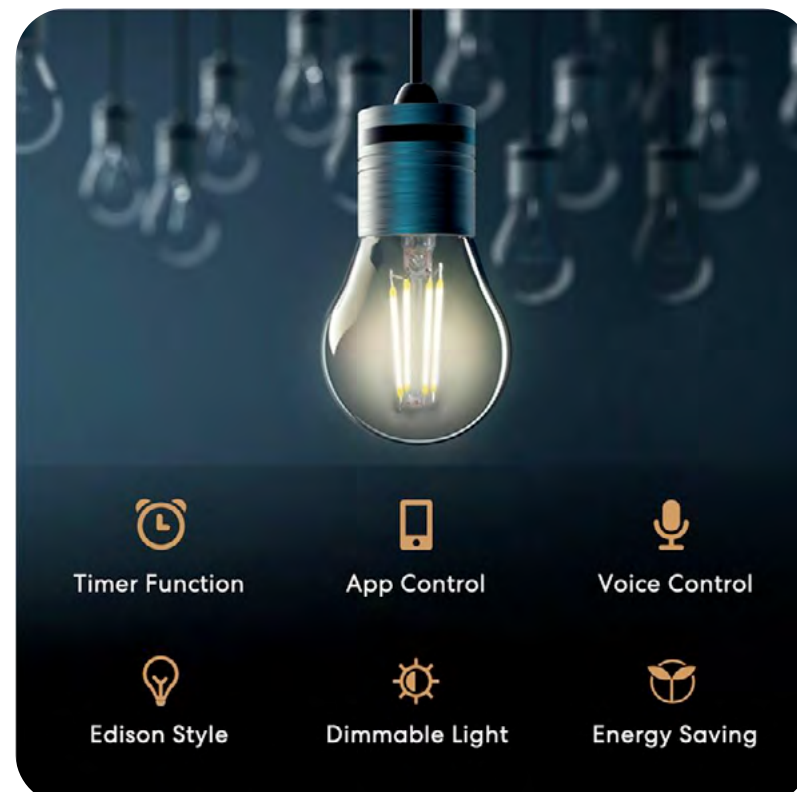 Timer Function
App Control
Voice Control
Edison Style
Dimmable Light
Energy Saving